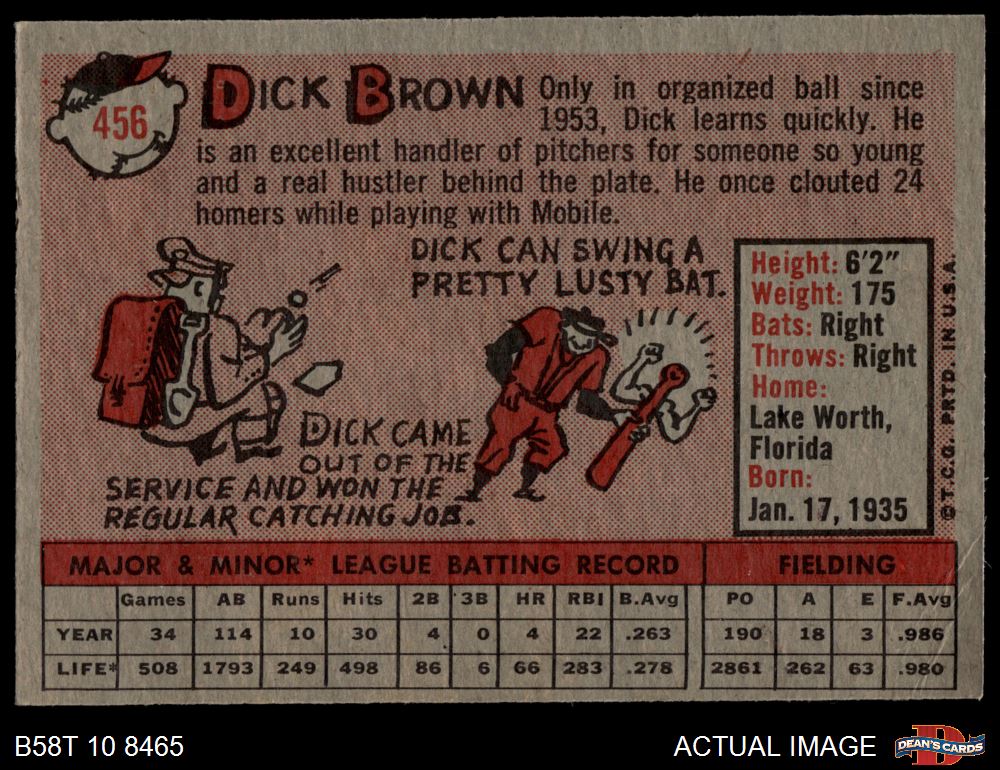 456
DICK BROWN
Only in organized ball since
1953, Dick learns quickly. He
is an excellent handler of pitchers for someone so young
and a real hustler behind the plate. He once clouted 24
homers while playing with Mobile.
DICK CAN SWING A
PRETTY LUSTY BAT.
DICK CAME
OUT OF THE
SERVICE AND WON THE
REGULAR CATCHING JOB.
Height: 6'2"
Weight: 175
Bats: Right
Throws: Right
Home:
Lake Worth,
Florida
Born:
Jan. 17, 1935
© T.C.G. PRTD. IN U.S.A.
MAJOR & MINOR* LEAGUE BATTING RECORD FIELDING
Games AB Runs Hits 2B 3B HR RBI B.Avg PO A E F.Avg
YEAR 34 114 10 30 4 0 4 22 .263 190 18 3 .986
LIFE* 508 1793 249 498 86 6 66 283 .278 2861 262 63 .980
B58T 10 8465
ACTUAL IMAGE
DEAN'S CARDS